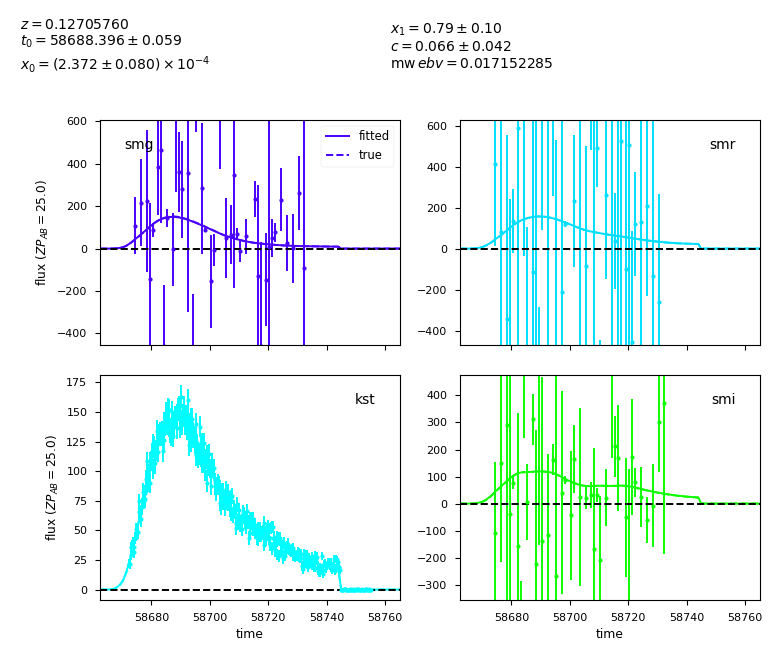 z = 0.12705760
t₀ = 58688.396 ± 0.059
x₀ = (2.372 ± 0.080) × 10⁻⁴
x₁ = 0.79 ± 0.10
c = 0.066 ± 0.042
mwebv = 0.017152285
smg
fitted
true
600
400
200
0
−200
−400
flux (ZP_AB = 25.0)
smr
600
400
200
0
−200
−400
kst
175
150
125
100
75
50
25
0
flux (ZP_AB = 25.0)
58680 58700 58720 58740 58760
time
smi
400
300
200
100
0
−100
−200
−300
58680 58700 58720 58740 58760
time